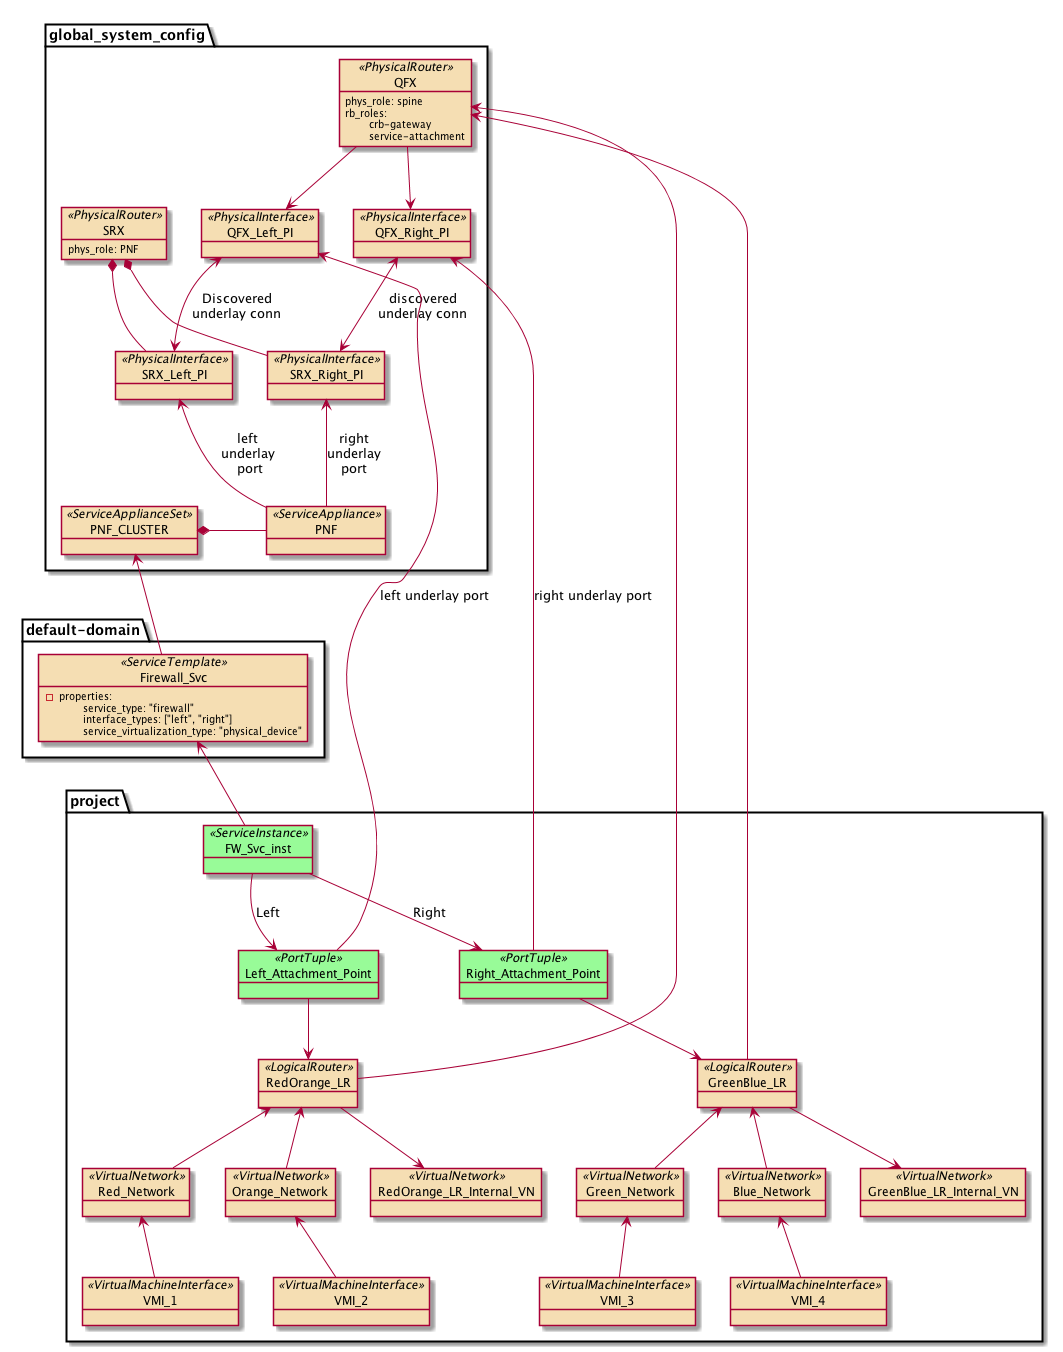 global_system_config
«PhysicalRouter»
QFX
phys_role: spine
rb_roles:
crb-gateway
service-attachment
«PhysicalRouter»
SRX
phys_role: PNF
«PhysicalInterface»
QFX_Left_PI
«PhysicalInterface»
QFX_Right_PI
Discovered
underlay conn
discovered
underlay conn
«PhysicalInterface»
SRX_Left_PI
«PhysicalInterface»
SRX_Right_PI
left
underlay
port
right
underlay
port
«ServiceApplianceSet»
PNF_CLUSTER
«ServiceAppliance»
PNF
left underlay port
right underlay port
default-domain
«ServiceTemplate»
Firewall_Svc
properties:
service_type: "firewall"
interface_types: ["left", "right"]
service_virtualization_type: "physical_device"
project
«ServiceInstance»
FW_Svc_inst
Left
Right
«PortTuple»
Left_Attachment_Point
«PortTuple»
Right_Attachment_Point
«LogicalRouter»
RedOrange_LR
«LogicalRouter»
GreenBlue_LR
«VirtualNetwork»
Red_Network
«VirtualNetwork»
Orange_Network
«VirtualNetwork»
RedOrange_LR_Internal_VN
«VirtualNetwork»
Green_Network
«VirtualNetwork»
Blue_Network
«VirtualNetwork»
GreenBlue_LR_Internal_VN
«VirtualMachineInterface»
VMI_1
«VirtualMachineInterface»
VMI_2
«VirtualMachineInterface»
VMI_3
«VirtualMachineInterface»
VMI_4